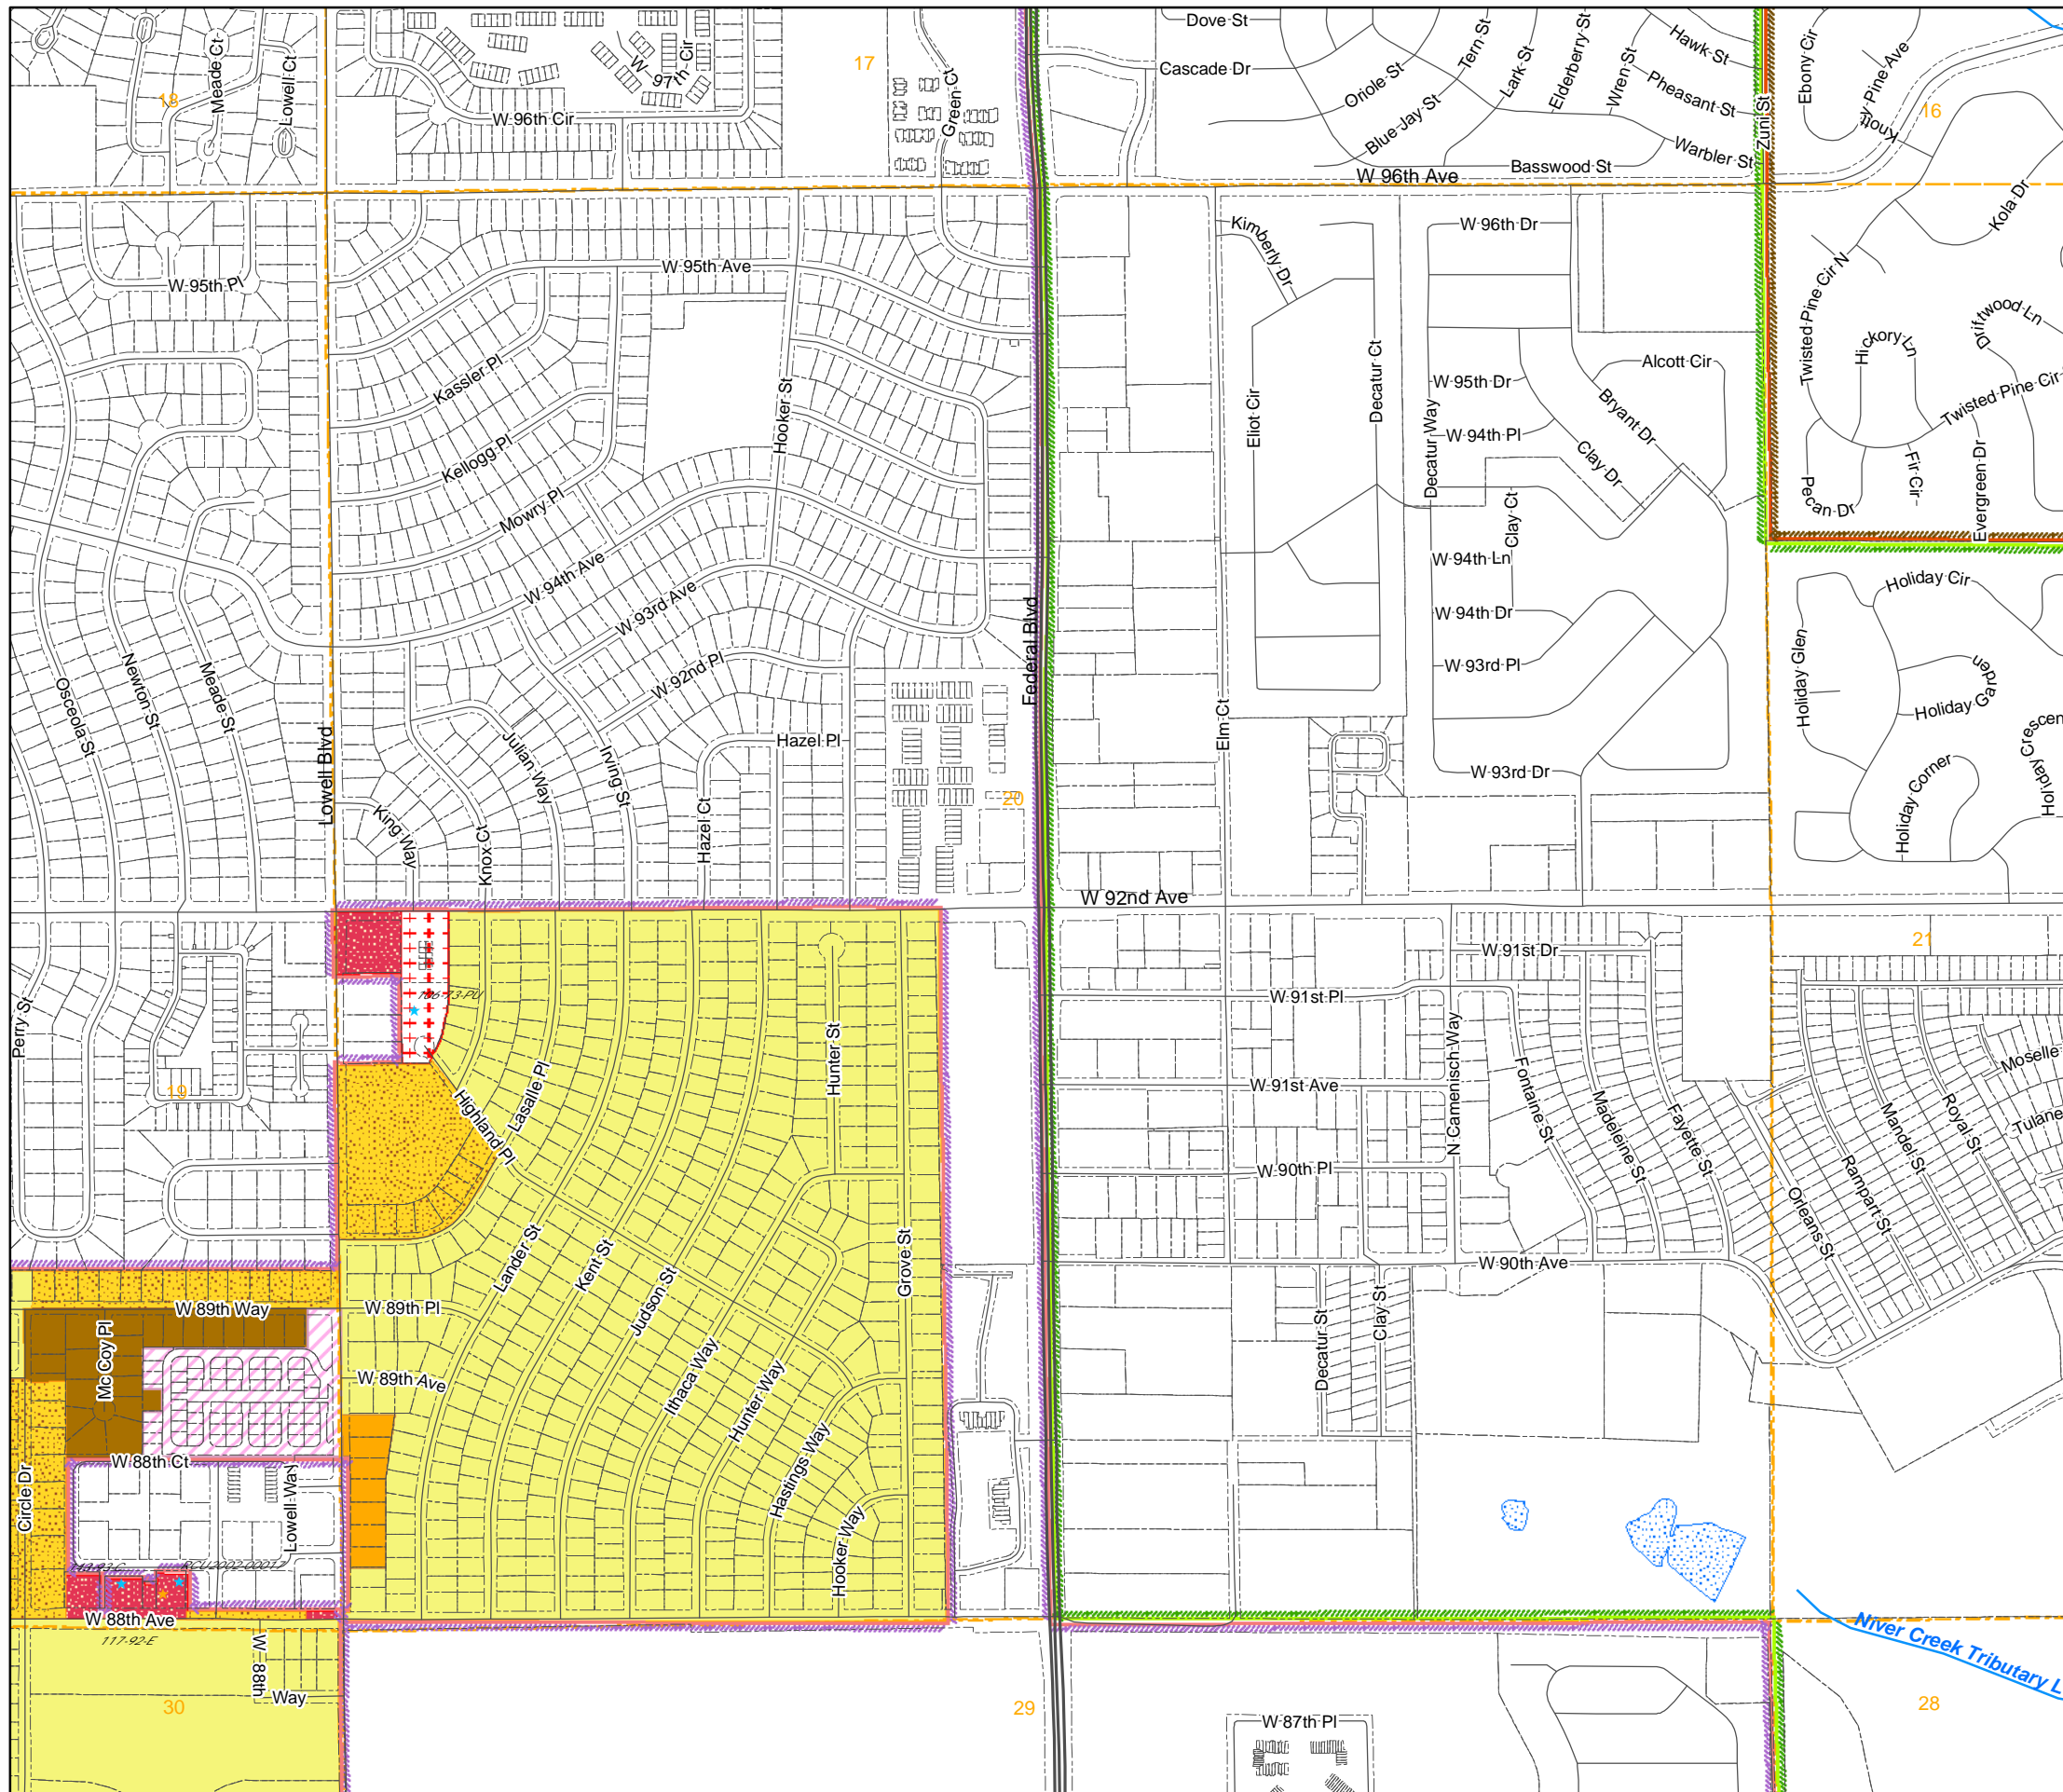 Dove St
Cascade Dr
Oriole St
Tern St
Lark St
Elderberry St
Wren St
Hawk St
Pheasant St
Blue Jay St
Warbler St
Basswood St
Zuni St
Ebony Cir
Knotty Pine Ave
16
17
18
Meade Ct
Lowell Ct
W 97th Cir
W 96th Cir
Green Ct
W 96th Ave
Kola Dr
Kimberly Dr
W 96th Dr
W 95th Pl
W 95th Ave
Twisted Pine Cir N
Driftwood Ln
Hickory Ln
Twisted Pine Cir
Kassler Pl
Hooker St
Eliot Cir
Decatur Ct
Decatur Way
W 95th Dr
Alcott Cir
Bryant Dr
W 94th Pl
Clay Dr
Kellogg Pl
Mowry Pl
Clay Ct
Pecan Dr
Fir Cir
Evergreen Dr
W 94th Ln
W 94th Ave
W 93rd Ave
W 94th Dr
Holiday Cir
Holiday Glen
Holiday Garden
W 93rd Pl
W 92nd Pl
Federal Blvd
Osceola St
Newton St
Meade St
Lowell Blvd
Julian Way
Irving St
Hazel Pl
Elm Ct
W 93rd Dr
Holiday Corner
20
King Way
Knox Ct
Hazel Ct
W 92nd Ave
21
W 91st Dr
W 91st Pl
Perry St
Hunter St
N Camenisch Way
Moselle
19
Highland Pl
Lasalle Pl
W 91st Ave
Fontaine St
Madeleine St
Fayette St
Mandel St
Royal St
Tulane
W 90th Pl
Rampart St
Orleans St
Lander St
Kent St
Judson St
Grove St
W 90th Ave
W 89th Way
W 89th Pl
Mc Coy Pl
W 89th Ave
Ithaca Way
Hunter Way
Hastings Way
Decatur St
Clay St
W 88th Ct
Circle Dr
Lowell Way
Hooker Way
W 88th Ave
117-92-E
W 88th Way
Niver Creek Tributary L
30
29
28
W 87th Pl